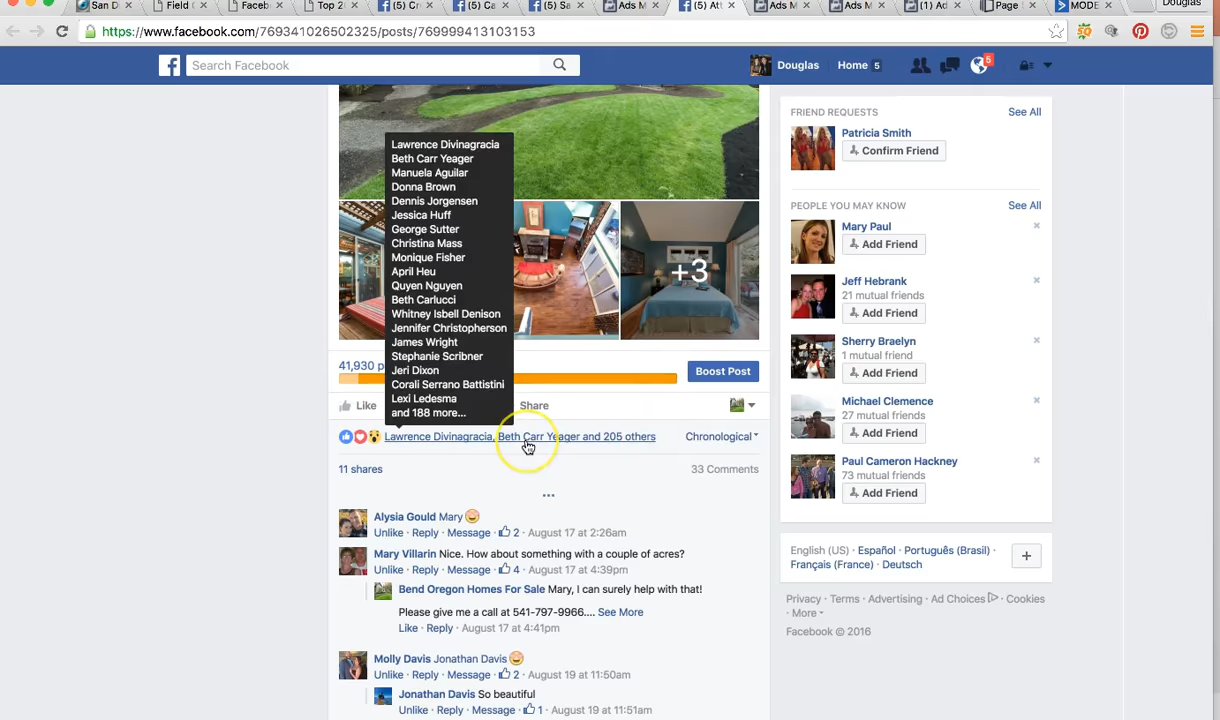 San D
Field
Faceb
Top 2
(5) Cr
(5) Ca
(5) Sa
Ads M
(5) At
Ads M
Ads M
(1) Ad
Page
MODE
Douglas
https://www.facebook.com/769341026502325/posts/769999413103153
Search Facebook
Douglas
Home 5
5
Lawrence Divinagracia
Beth Carr Yeager
Manuela Aguilar
Donna Brown
Dennis Jorgensen
Jessica Huff
George Sutter
Christina Mass
Monique Fisher
April Heu
Quyen Nguyen
Beth Carlucci
Whitney Isbell Denison
Jennifer Christopherson
James Wright
Stephanie Scribner
Jeri Dixon
Corali Serrano Battistini
Lexi Ledesma
and 188 more...
+3
41,930 p
Boost Post
Like
Share
Lawrence Divinagracia, Beth Carr Yeager and 205 others
Chronological
11 shares
33 Comments
...
Alysia Gould Mary
Unlike · Reply · Message · 2 · August 17 at 2:26am
Mary Villarin Nice. How about something with a couple of acres?
Unlike · Reply · Message · 4 · August 17 at 4:39pm
Bend Oregon Homes For Sale Mary, I can surely help with that!
Please give me a call at 541-797-9966.... See More
Like · Reply · August 17 at 4:41pm
Molly Davis Jonathan Davis
Unlike · Reply · Message · 2 · August 19 at 11:50am
Jonathan Davis So beautiful
Unlike · Reply · Message · 1 · August 19 at 11:51am
FRIEND REQUESTS
See All
Patricia Smith
Confirm Friend
PEOPLE YOU MAY KNOW
See All
Mary Paul
Add Friend
Jeff Hebrank
21 mutual friends
Add Friend
Sherry Braelyn
1 mutual friend
Add Friend
Michael Clemence
27 mutual friends
Add Friend
Paul Cameron Hackney
73 mutual friends
Add Friend
English (US) · Español · Português (Brasil) ·
Français (France) · Deutsch
Privacy · Terms · Advertising · Ad Choices · Cookies
· More
Facebook © 2016